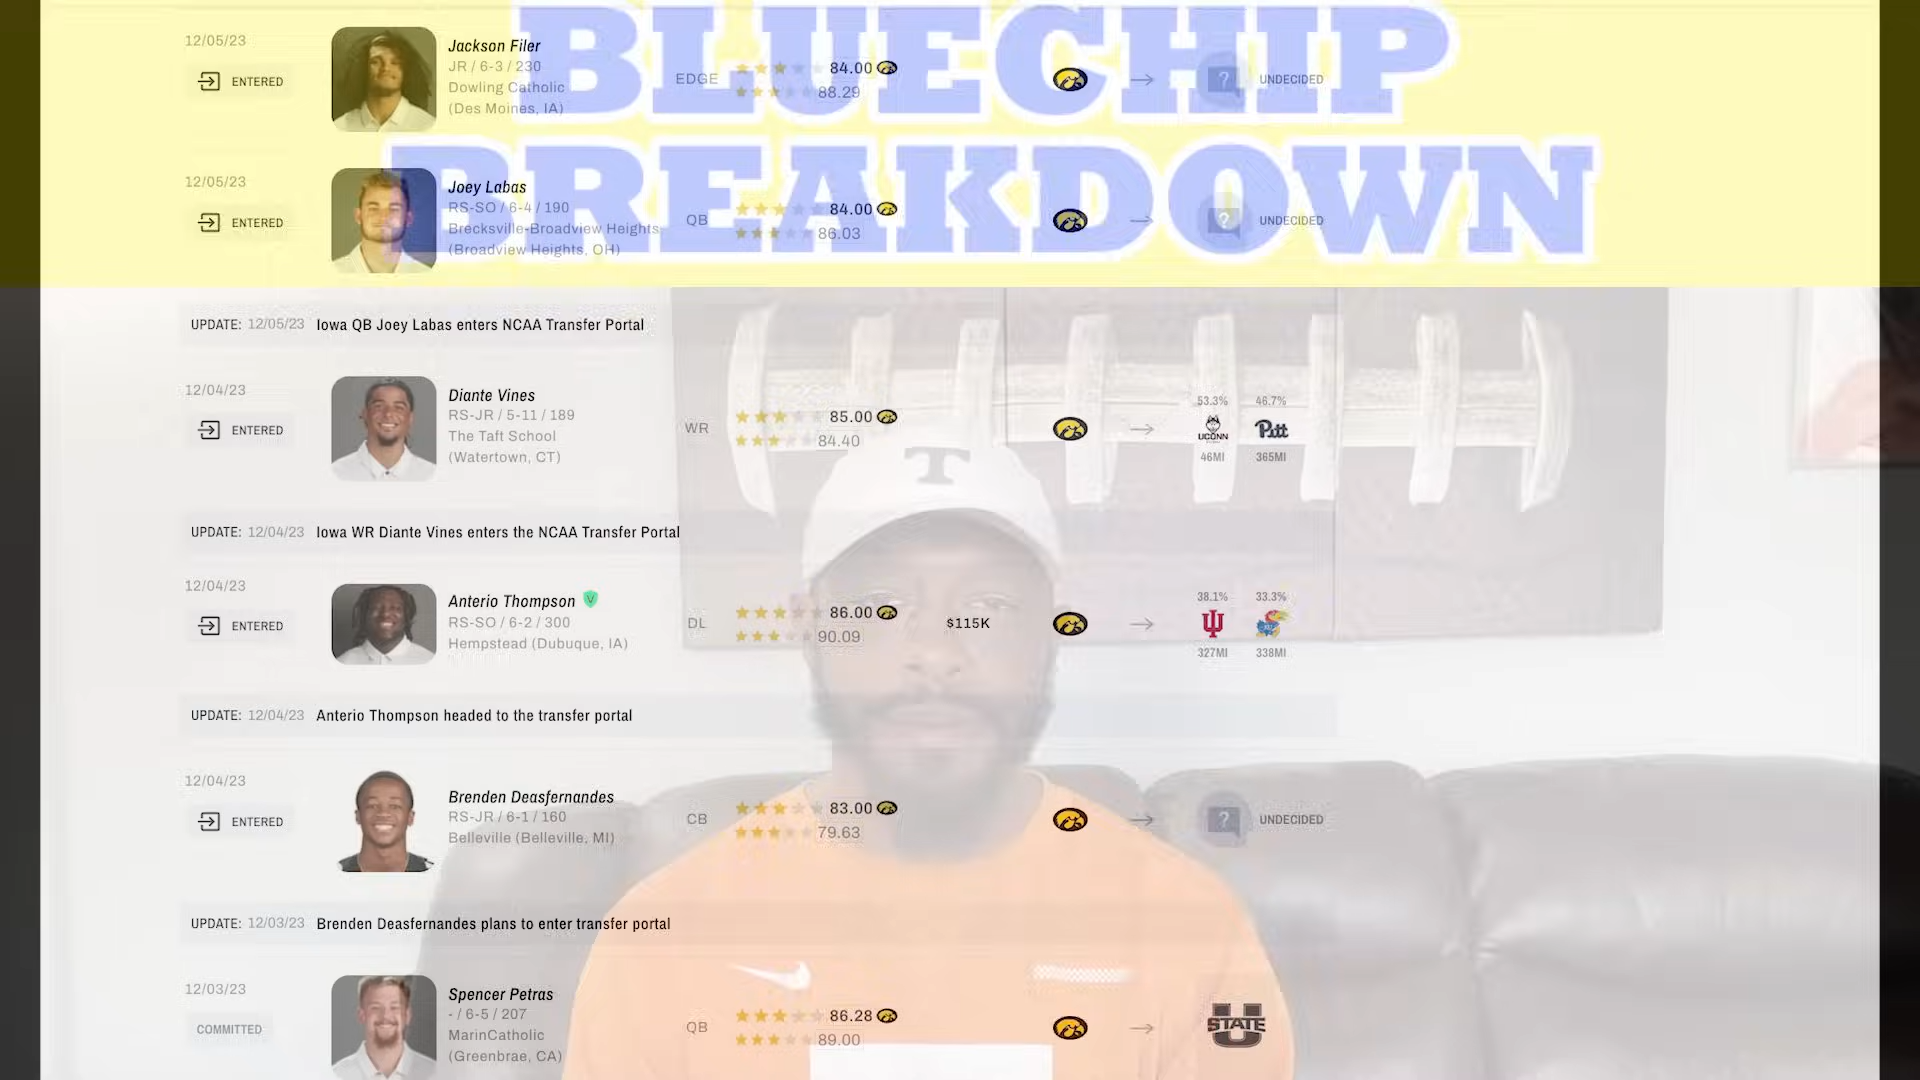 BLUECHIP
BREAKDOWN
12/05/23
ENTERED
Jackson Filer
JR / 6-3 / 230
Dowling Catholic
(Des Moines, IA)
EDGE
84.00
88.29
UNDECIDED
12/05/23
ENTERED
Joey Labas
RS-SO / 6-4 / 190
Brecksville-Broadview Heights
(Broadview Heights, OH)
QB
84.00
86.03
UNDECIDED
UPDATE: 12/05/23 Iowa QB Joey Labas enters NCAA Transfer Portal
12/04/23
ENTERED
Diante Vines
RS-JR / 5-11 / 189
The Taft School
(Watertown, CT)
WR
85.00
84.40
53.3% 46.7%
UCONN Pitt
46MI 365MI
UPDATE: 12/04/23 Iowa WR Diante Vines enters the NCAA Transfer Portal
12/04/23
ENTERED
Anterio Thompson V
RS-SO / 6-2 / 300
Hempstead (Dubuque, IA)
DL
86.00
90.09
$115K
38.1% 33.3%
327MI 338MI
UPDATE: 12/04/23 Anterio Thompson headed to the transfer portal
12/04/23
ENTERED
Brenden Deasfernandes
RS-JR / 6-1 / 160
Belleville (Belleville, MI)
CB
83.00
79.63
UNDECIDED
UPDATE: 12/03/23 Brenden Deasfernandes plans to enter transfer portal
12/03/23
COMMITTED
Spencer Petras
- / 6-5 / 207
MarinCatholic
(Greenbrae, CA)
QB
86.28
89.00
U STATE
T